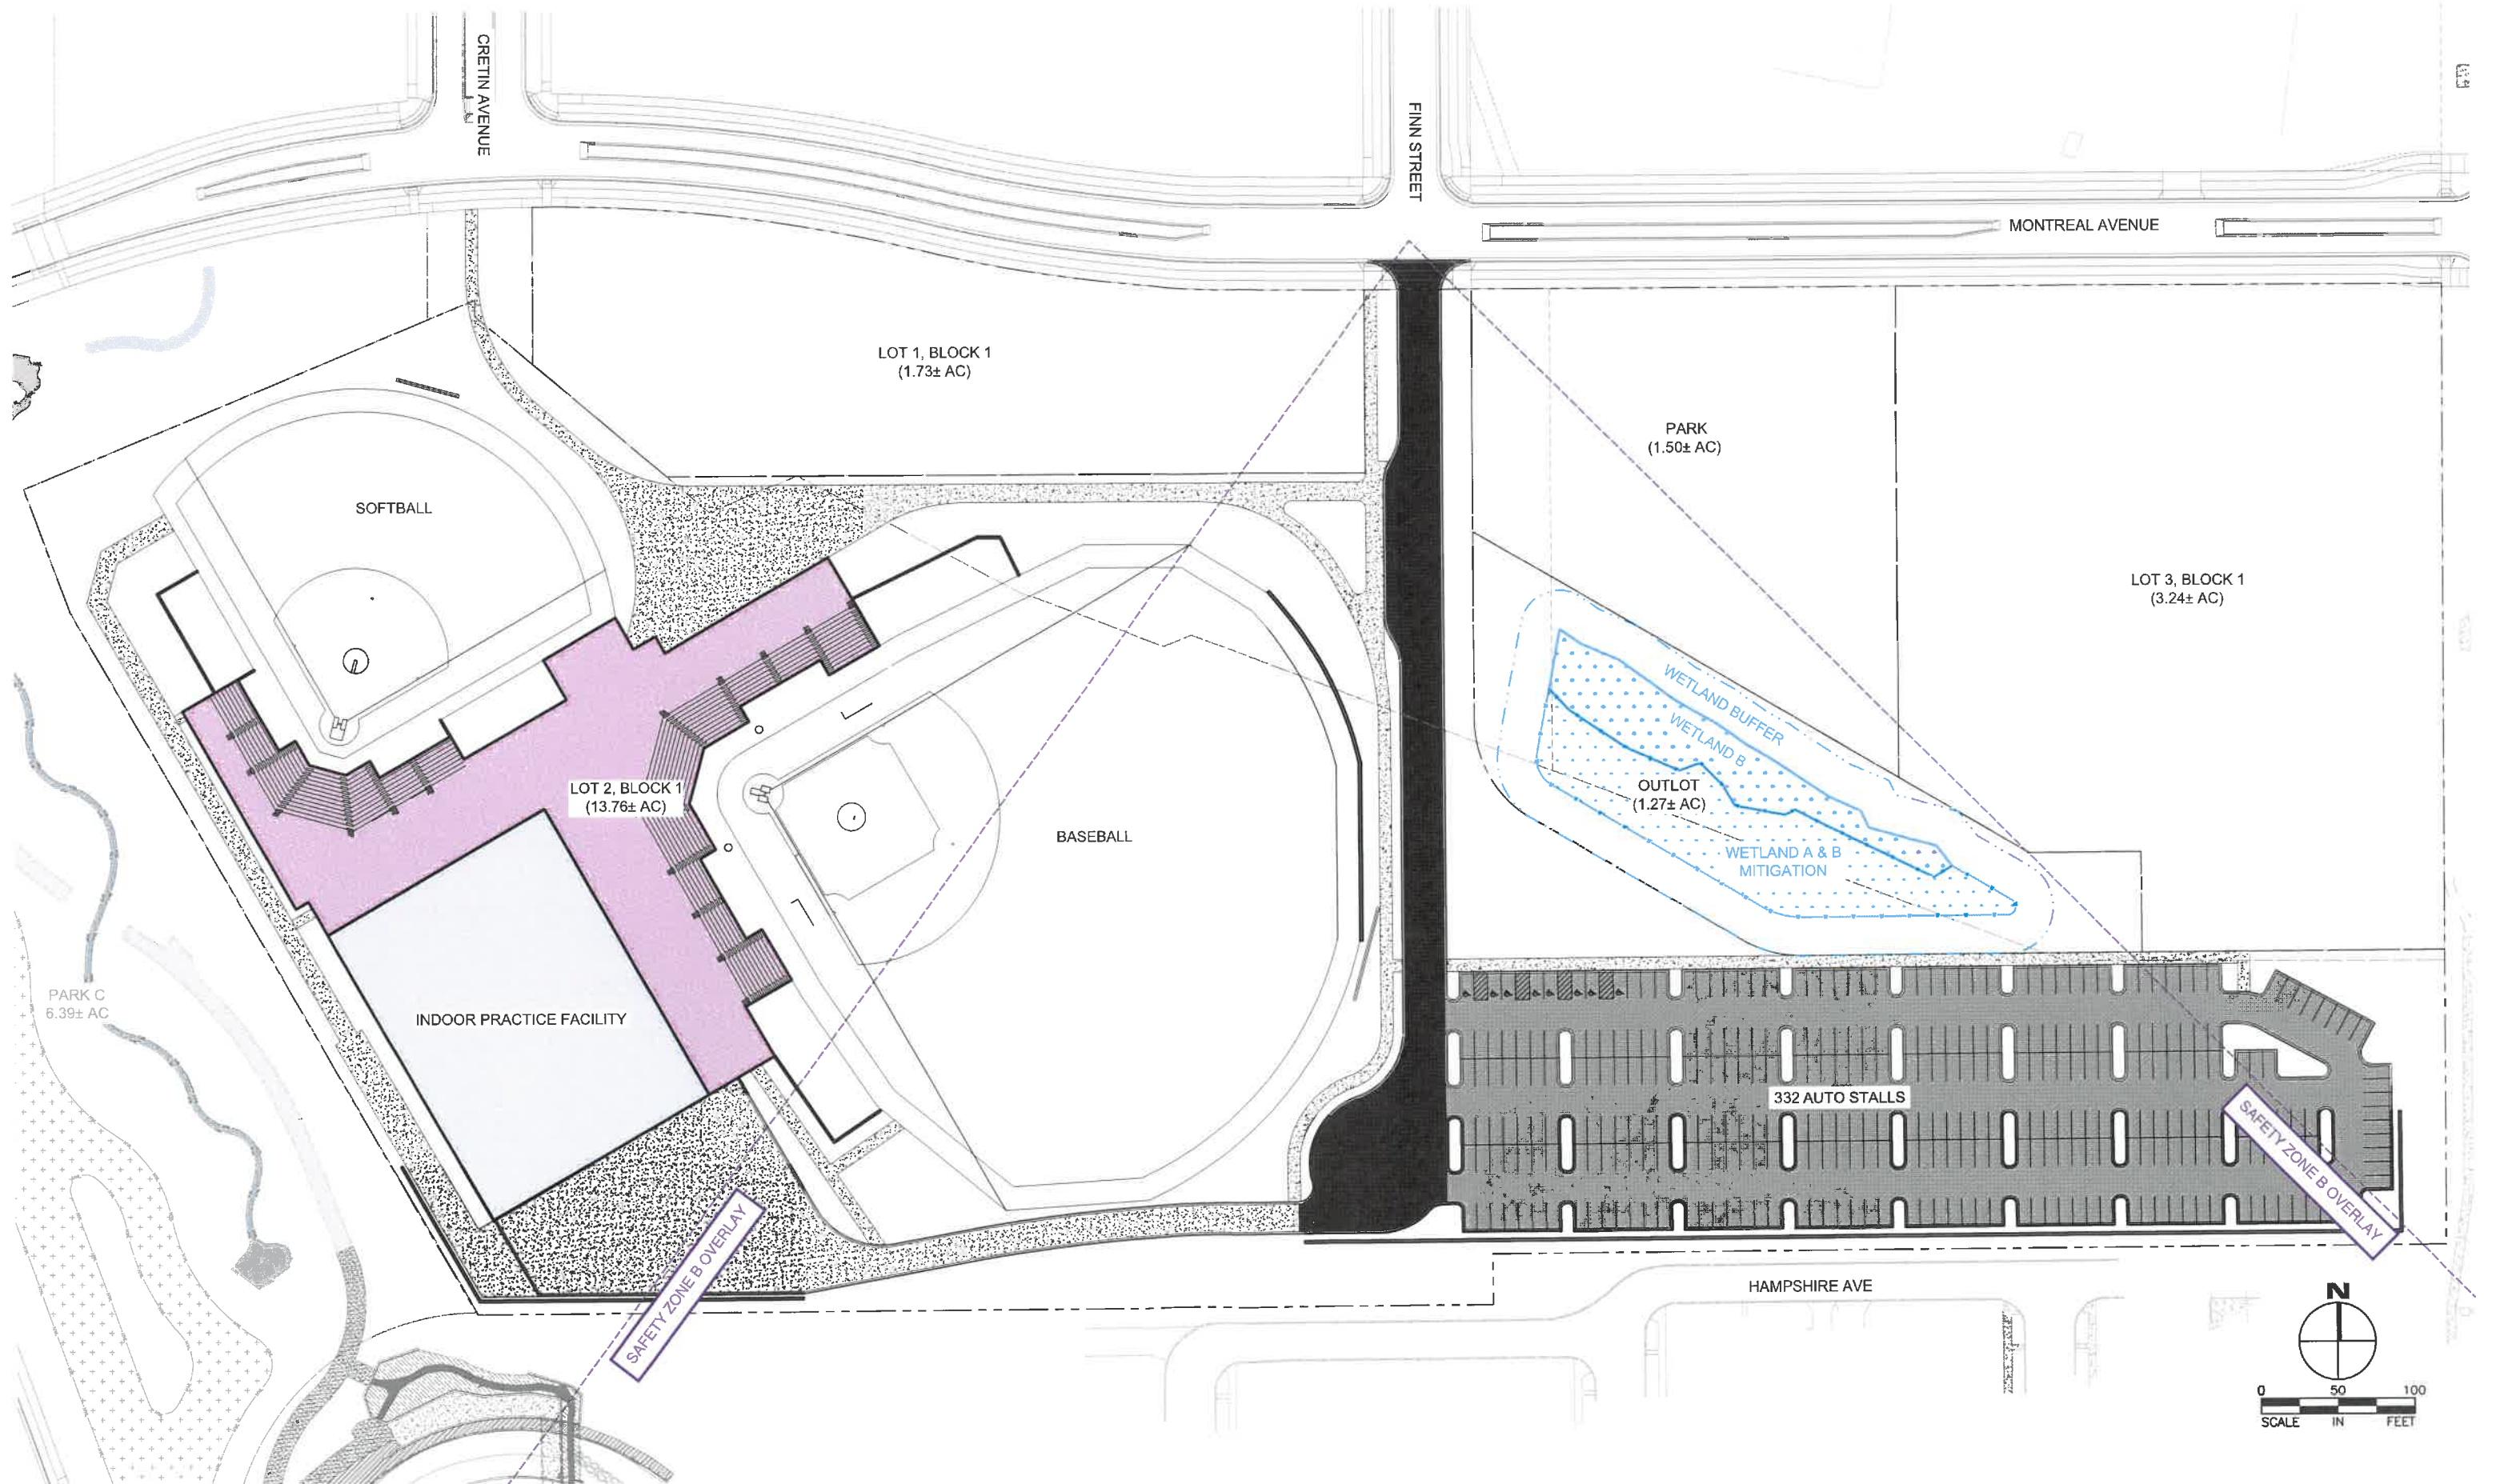 CRETIN AVENUE
FINN STREET
MONTREAL AVENUE
LOT 1, BLOCK 1
(1.73± AC)
PARK
(1.50± AC)
SOFTBALL
LOT 3, BLOCK 1
(3.24± AC)
WETLAND BUFFER
WETLAND B
LOT 2, BLOCK 1
(13.76± AC)
OUTLOT
(1.27± AC)
BASEBALL
WETLAND A & B
MITIGATION
PARK C
6.39± AC
INDOOR PRACTICE FACILITY
332 AUTO STALLS
SAFETY ZONE B OVERLAY
SAFETY ZONE B OVERLAY
HAMPSHIRE AVE
N
0 50 100
SCALE IN FEET